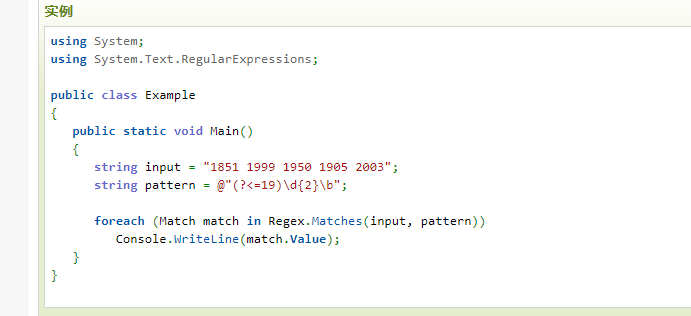 实例
using System;
using System.Text.RegularExpressions;
public class Example
{
public static void Main()
{
string input = "1851 1999 1950 1905 2003";
string pattern = @"(?<=19)\d{2}\b";
foreach (Match match in Regex.Matches(input, pattern))
Console.WriteLine(match.Value);
}
}